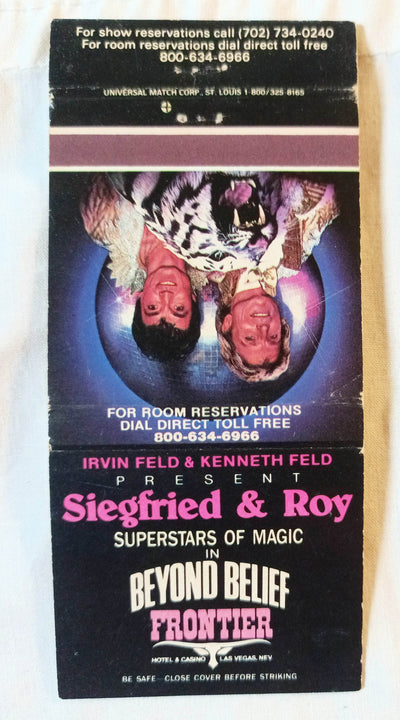 For show reservations call (702) 734-0240
For room reservations dial direct toll free
800-634-6966
UNIVERSAL MATCH CORP., ST. LOUIS 1-800/325-8165
FOR ROOM RESERVATIONS
DIAL DIRECT TOLL FREE
800-634-6966
IRVIN FELD & KENNETH FELD
PRESENT
Siegfried & Roy
SUPERSTARS OF MAGIC
IN
BEYOND BELIEF
FRONTIER
HOTEL & CASINO LAS VEGAS, NEV
BE SAFE CLOSE COVER BEFORE STRIKING